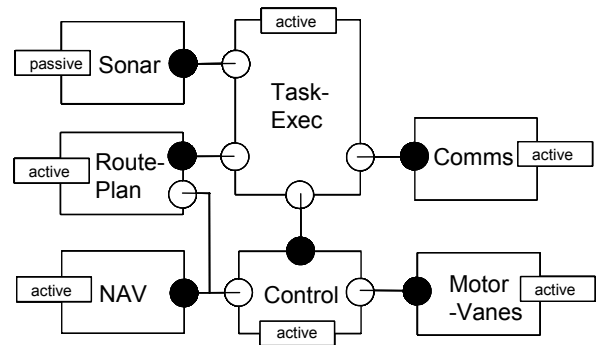 active
passive
Sonar
Task-
Exec
active
Route-
Plan
Comms
active
active
NAV
Control
active
Motor
-Vanes
active